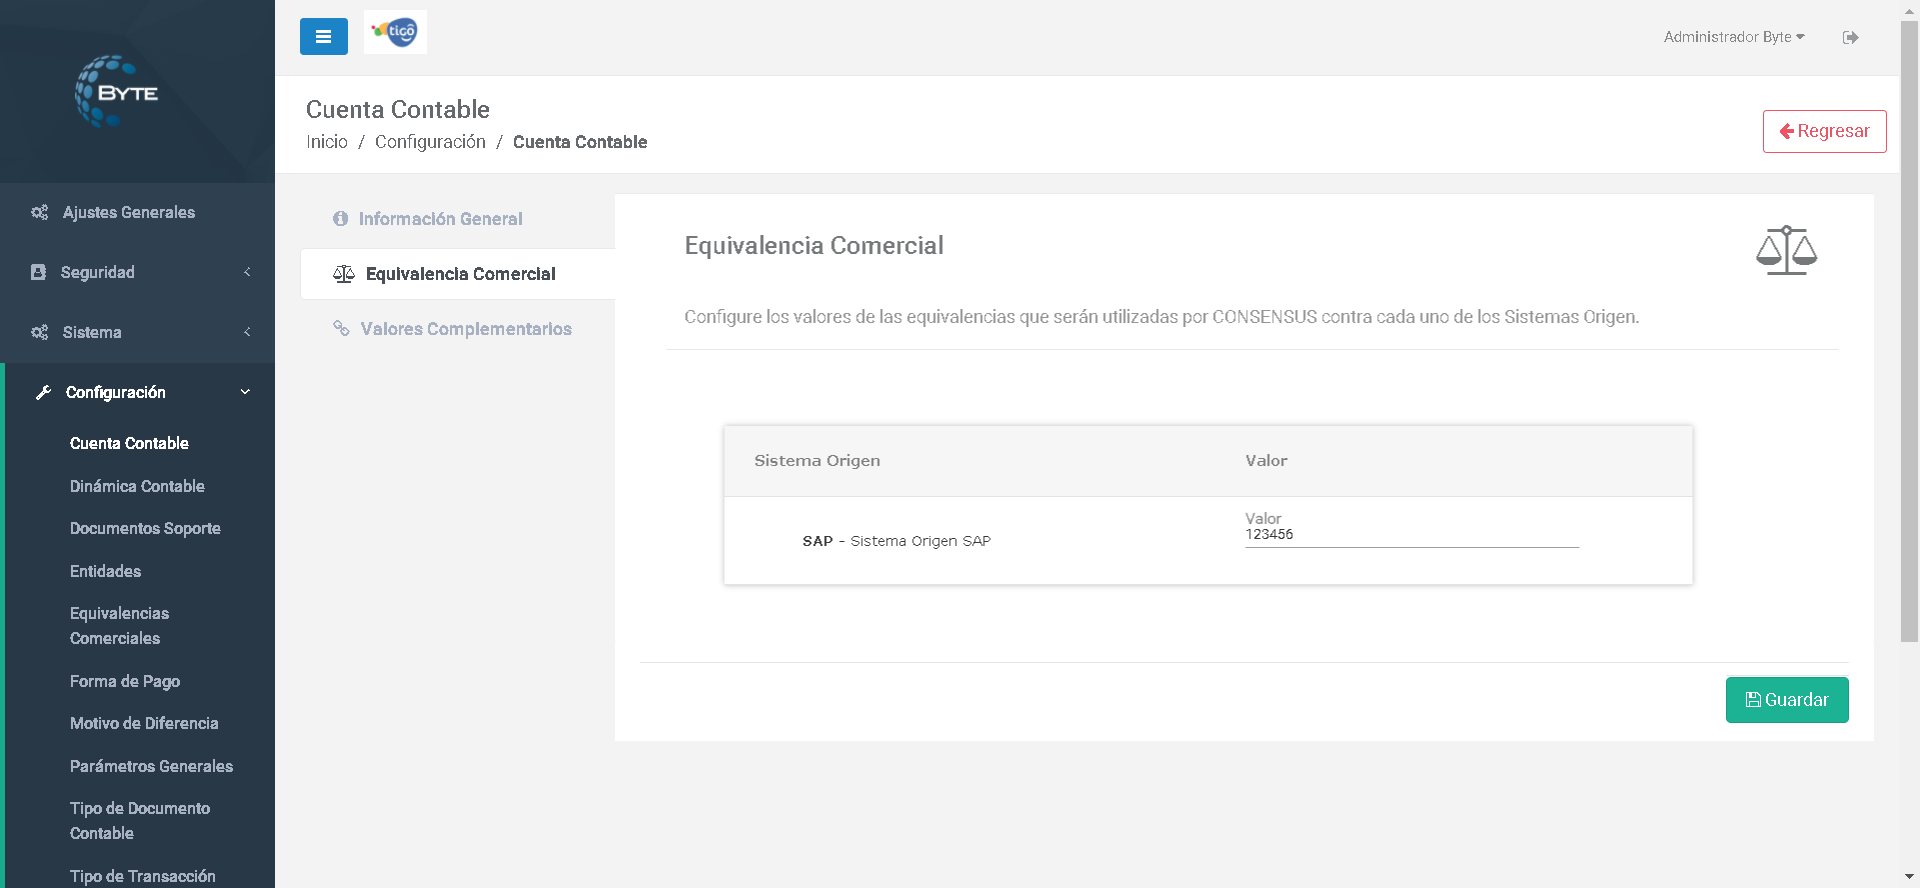 BYTE
tigo
Administrador Byte
Cuenta Contable
Inicio / Configuración / Cuenta Contable
Regresar
Ajustes Generales
Seguridad
Sistema
Configuración
Cuenta Contable
Dinámica Contable
Documentos Soporte
Entidades
Equivalencias
Comerciales
Forma de Pago
Motivo de Diferencia
Parámetros Generales
Tipo de Documento
Contable
Tipo de Transacción
Información General
Equivalencia Comercial
Valores Complementarios
Equivalencia Comercial
Configure los valores de las equivalencias que serán utilizadas por CONSENSUS contra cada uno de los Sistemas Origen.
Sistema Origen Valor
Valor
SAP - Sistema Origen SAP 123456
Guardar